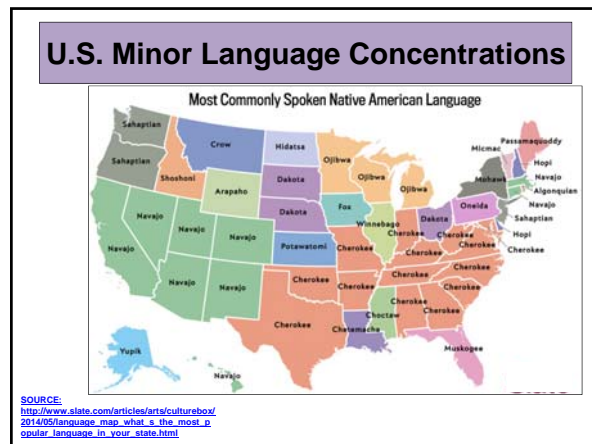 U.S. Minor Language Concentrations
Most Commonly Spoken Native American Language
Sahaptian
Sahaptian
Shoshoni
Crow
Arapaho
Hidatsa
Dakota
Dakota
Potawatomi
Ojibwa
Ojibwa
Ojibwa
Fox
Winnebago
Navajo
Navajo
Navajo
Navajo
Navajo
Navajo
Cherokee
Cherokee
Cherokee
Cherokee
Cherokee
Dakota
Cherokee
Cherokee
Cherokee
Cherokee
Cherokee
Cherokee
Cherokee
Choctaw
Chetemacha
Muskogee
Oneida
Mohawk
Micmac
Passamaquoddy
Hopi
Navajo
Algonquian
Navajo
Sahaptian
Hopi
Cherokee
Yupik
Navajo
SOURCE:
http://www.slate.com/articles/arts/culturebox/
2014/05/language_map_what_s_the_most_p
opular_language_in_your_state.html